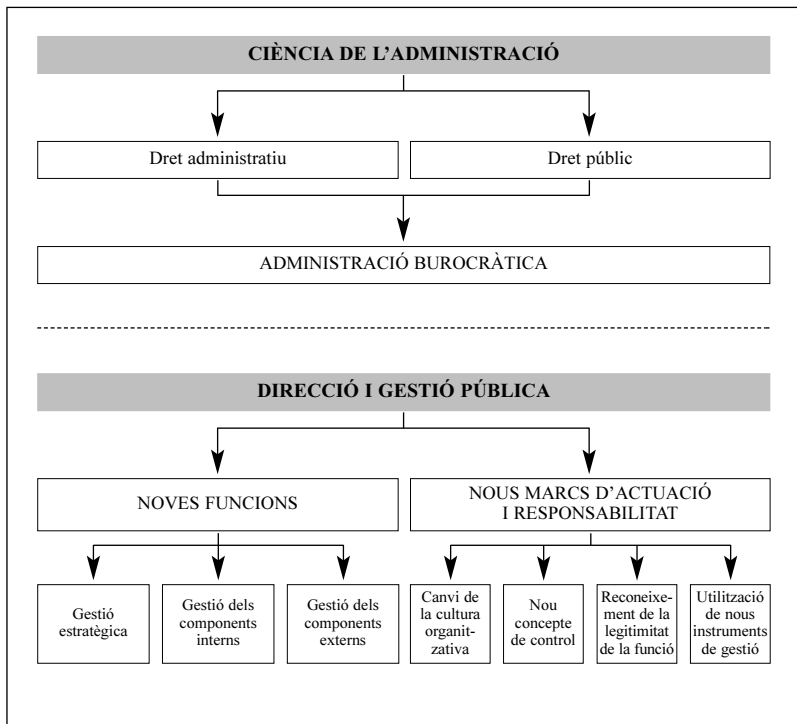 CIÈNCIA DE L’ADMINISTRACIÓ
Dret administratiu
Dret públic
ADMINISTRACIÓ BUROCRÀTICA
DIRECCIÓ I GESTIÓ PÚBLICA
NOVES FUNCIONS
NOUS MARCS D’ACTUACIÓ
I RESPONSABILITAT
Gestió
estratègica
Gestió dels
components
interns
Gestió dels
components
externs
Canvi de
la cultura
organit-
zativa
Nou
concepte
de control
Reconeixe-
ment de la
legitimitat
de la funció
Utilització
de nous
instruments
de gestió